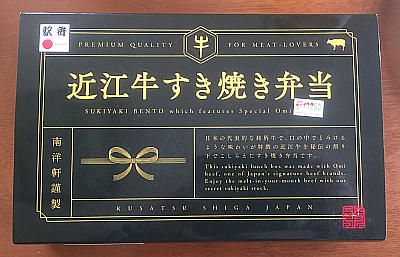 駅弁
PREMIUM QUALITY
牛
FOR MEAT-LOVERS
近江牛すき焼き弁当
SUKIYAKI BENTO which features Special Omi
南洋軒謹製
日本の代表的な銘柄牛で、口の中でとろける
ような味わいが特徴の近江牛を秘伝の割り
下でこしらえたすき焼き弁当です。
This sukiyaki lunch box was made with Omi
beef, one of Japan's signature beef brands.
Enjoy the melt-in-your-mouth beef with our
secret sukiyaki stock.
KUSATSU SHIGA JAPAN